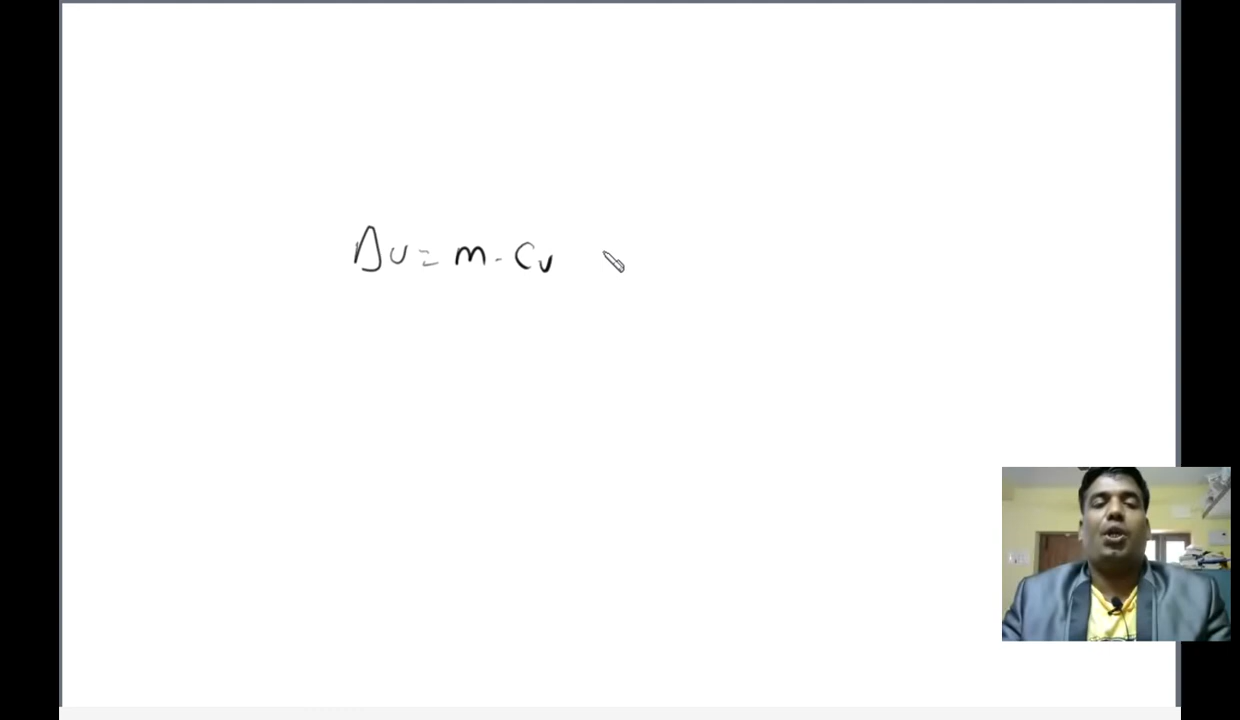 ΔU = m . Cv